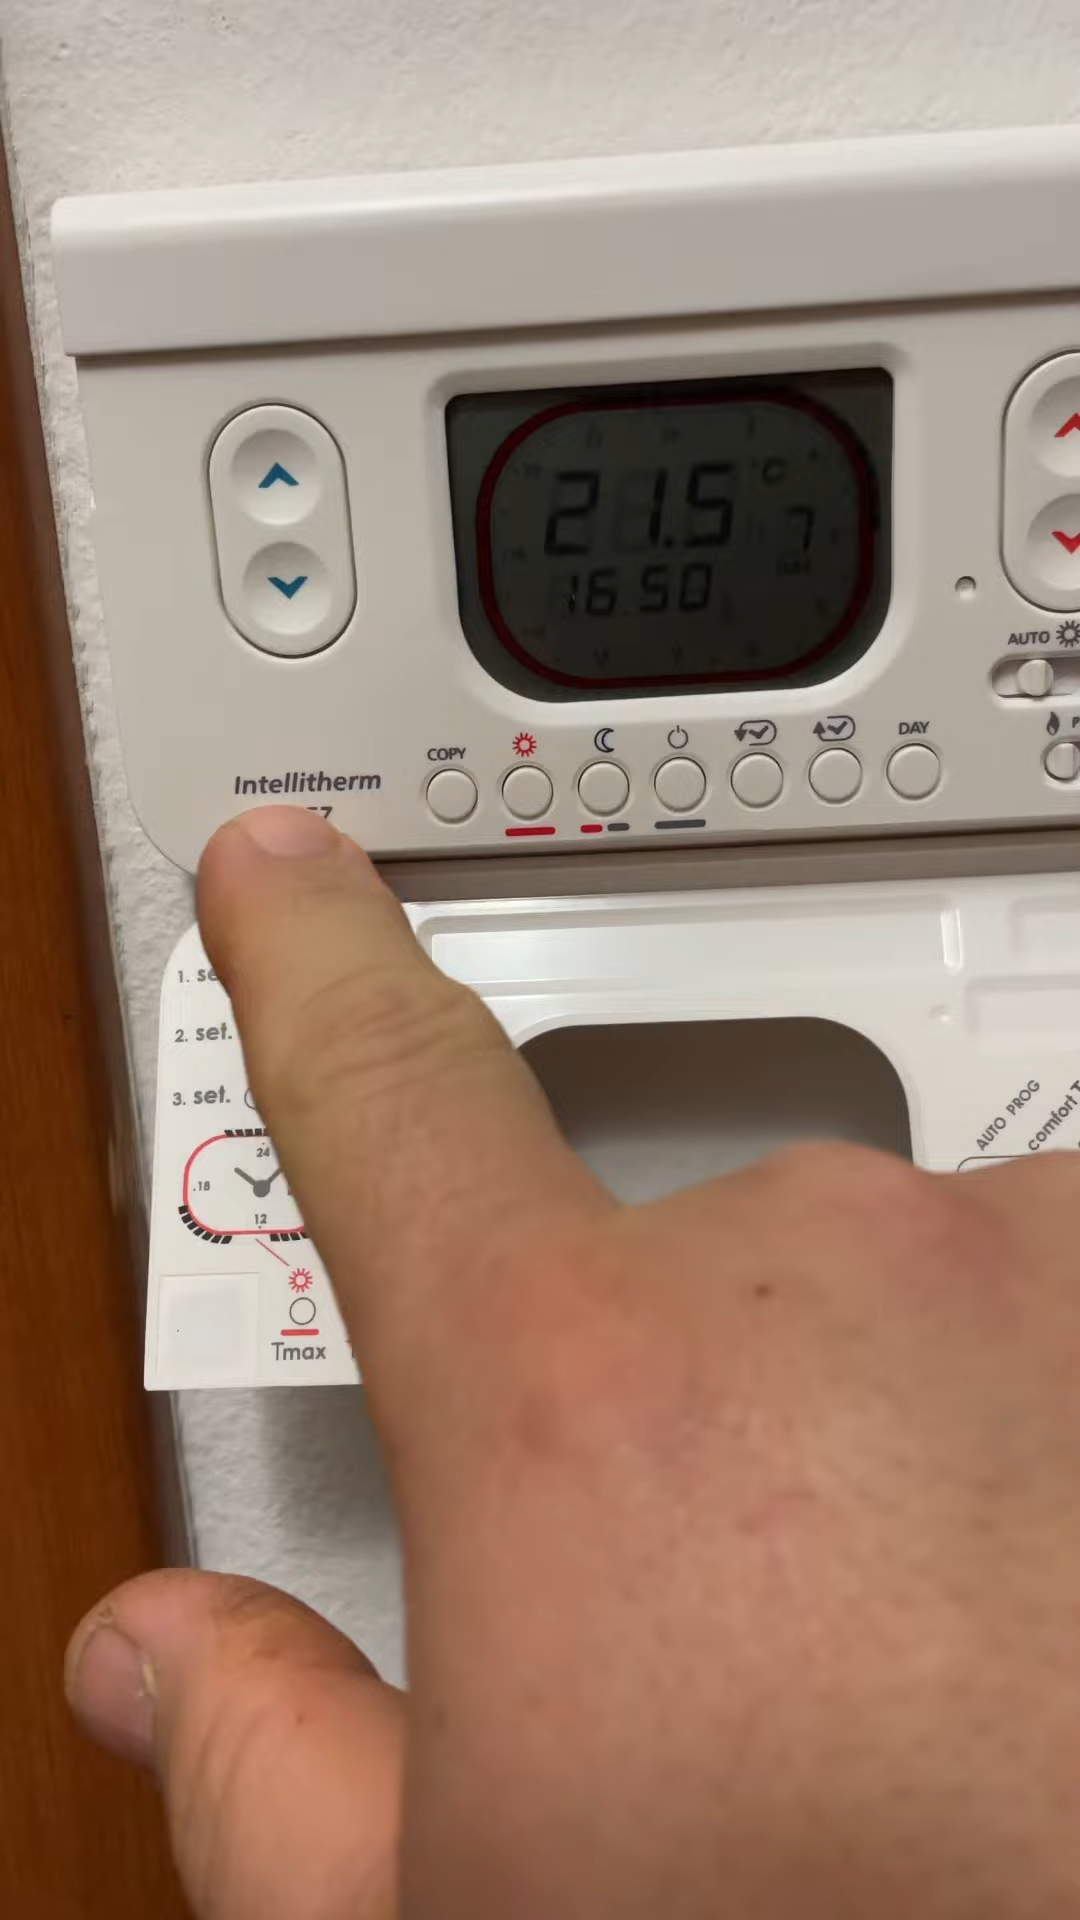 21.5 °C
7
16 50
AUTO
COPY
DAY
Intellitherm
1. se
2. set.
3. set.
24
.18
12
Tmax
AUTO PROG
comfort T